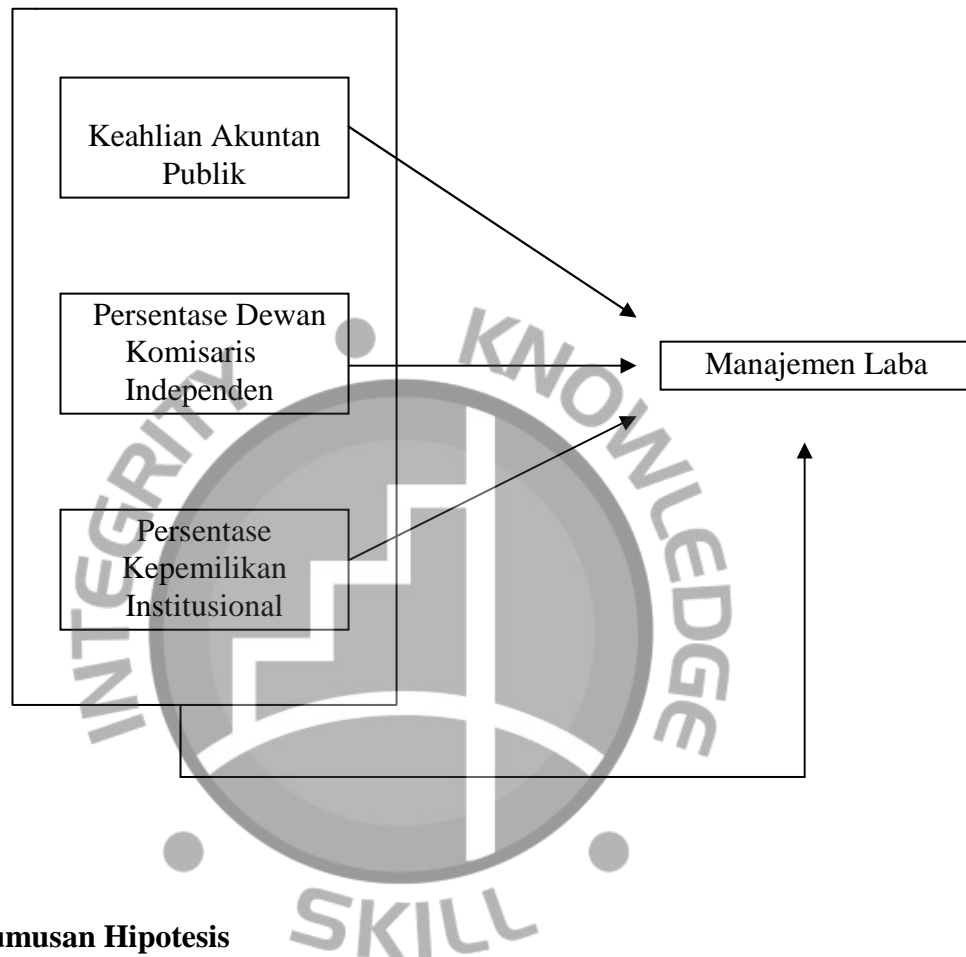 Keahlian Akuntan
Publik
Persentase Dewan
Komisaris
Independen
Manajemen Laba
Persentase
Kepemilikan
Institusional
INTEGRITY • KNOWLEDGE • SKILL •
umusan Hipotesis